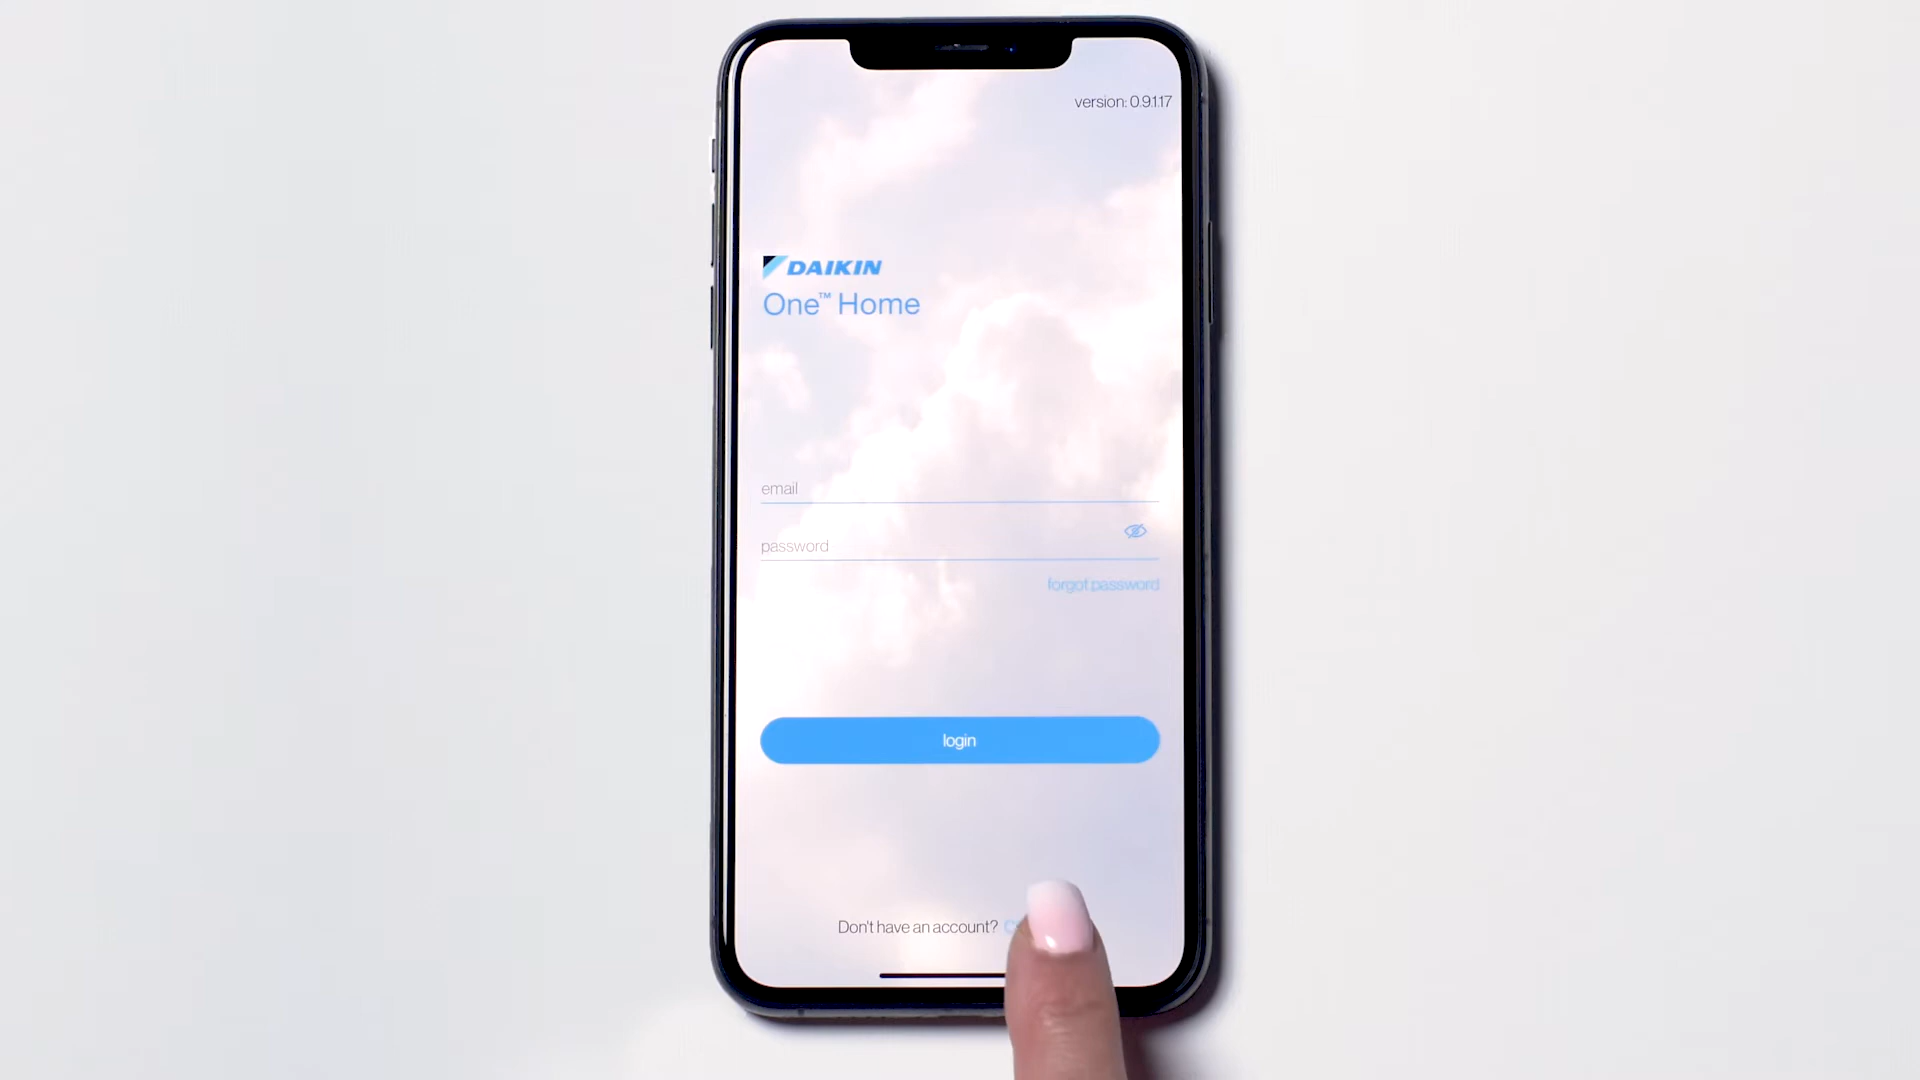 version: 0.9.1.17
DAIKIN
One™ Home
email
password
forgot password
login
Don't have an account?